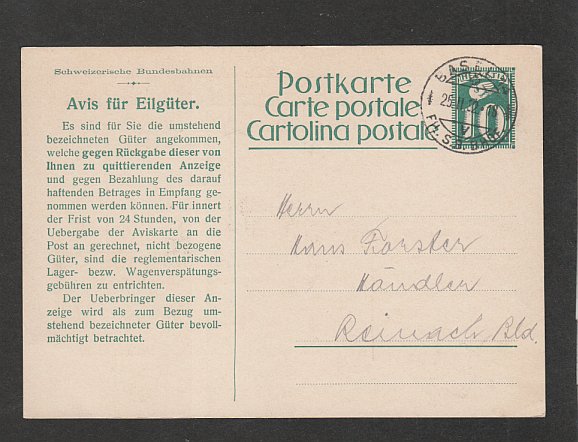 Schweizerische Bundesbahnen
Avis für Eilgüter.
Es sind für Sie die umstehend
bezeichneten Güter angekommen,
welche gegen Rückgabe dieser von
Ihnen zu quittierenden Anzeige
und gegen Bezahlung des darauf
haftenden Betrages in Empfang ge-
nommen werden können. Für innert
der Frist von 24 Stunden, von der
Uebergabe der Aviskarte an die
Post an gerechnet, nicht bezogene
Güter, sind die reglementarischen
Lager- bezw. Wagenverspätungs-
gebühren zu entrichten.
Der Ueberbringer dieser An-
zeige wird als zum Bezug um-
stehend bezeichneter Güter bevoll-
mächtigt betrachtet.
Postkarte
Carte postale
Cartolina postale
10
Herrn
Hans Forster
Händler
Reinach Bld.